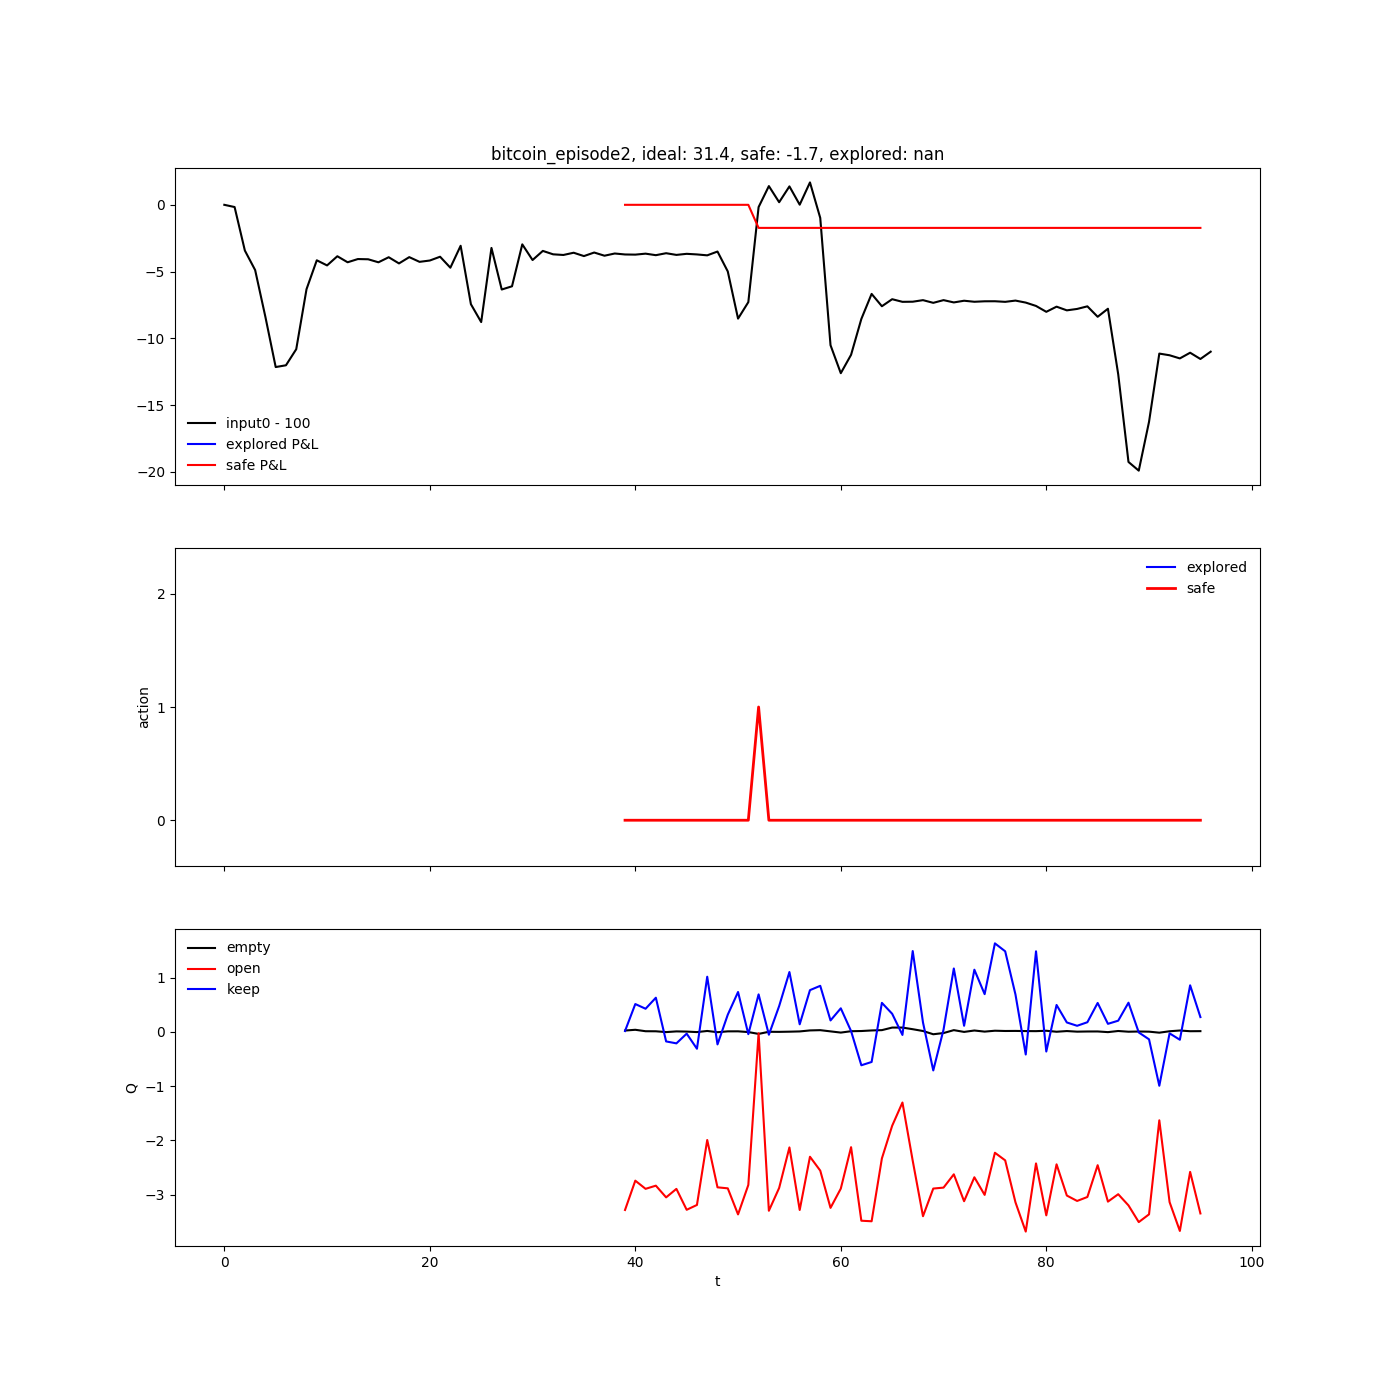 bitcoin_episode2, ideal: 31.4, safe: -1.7, explored: nan
0
−5
−10
−15
−20
input0 - 100
explored P&L
safe P&L
2
1
0
action
explored
safe
1
0
−1
−2
−3
Q
empty
open
keep
0 20 40 60 80 100
t